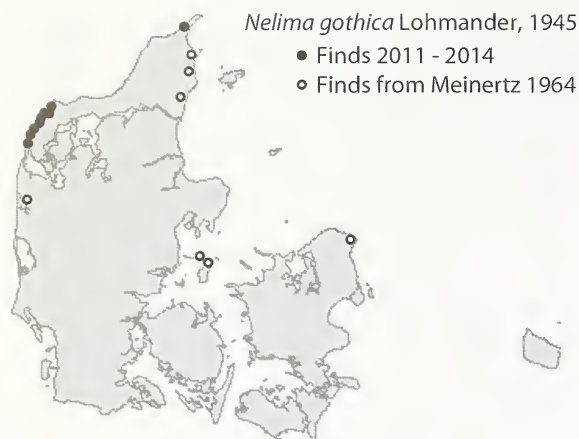 Nelima gothica Lohmander, 1945
Finds 2011 - 2014
Finds from Meinertz 1964